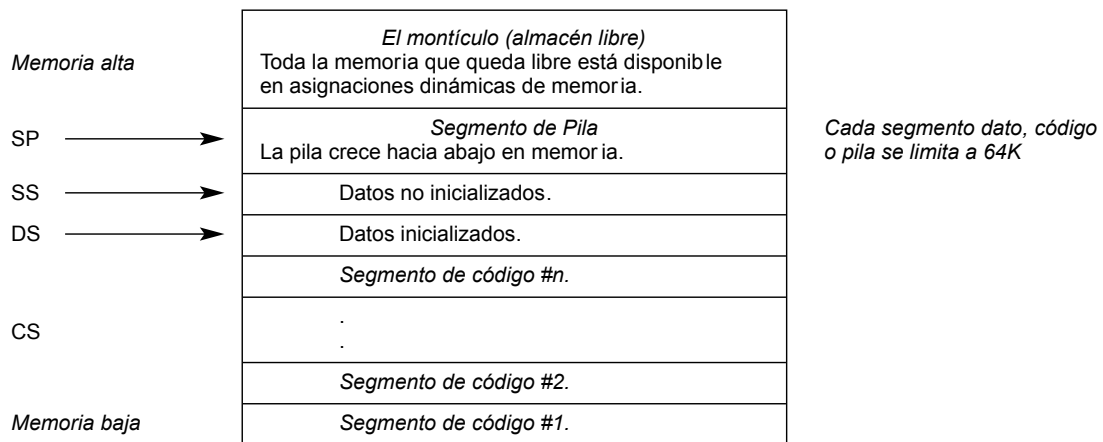 El montículo (almacén libre)
Memoria alta
Toda la memoria que queda libre está disponible
en asignaciones dinámicas de memoria.
SP
Segmento de Pila
La pila crece hacia abajo en memoria.
Cada segmento dato, código
o pila se limita a 64K
SS
Datos no inicializados.
DS
Datos inicializados.
Segmento de código #n.
CS
.
.
Segmento de código #2.
Memoria baja
Segmento de código #1.